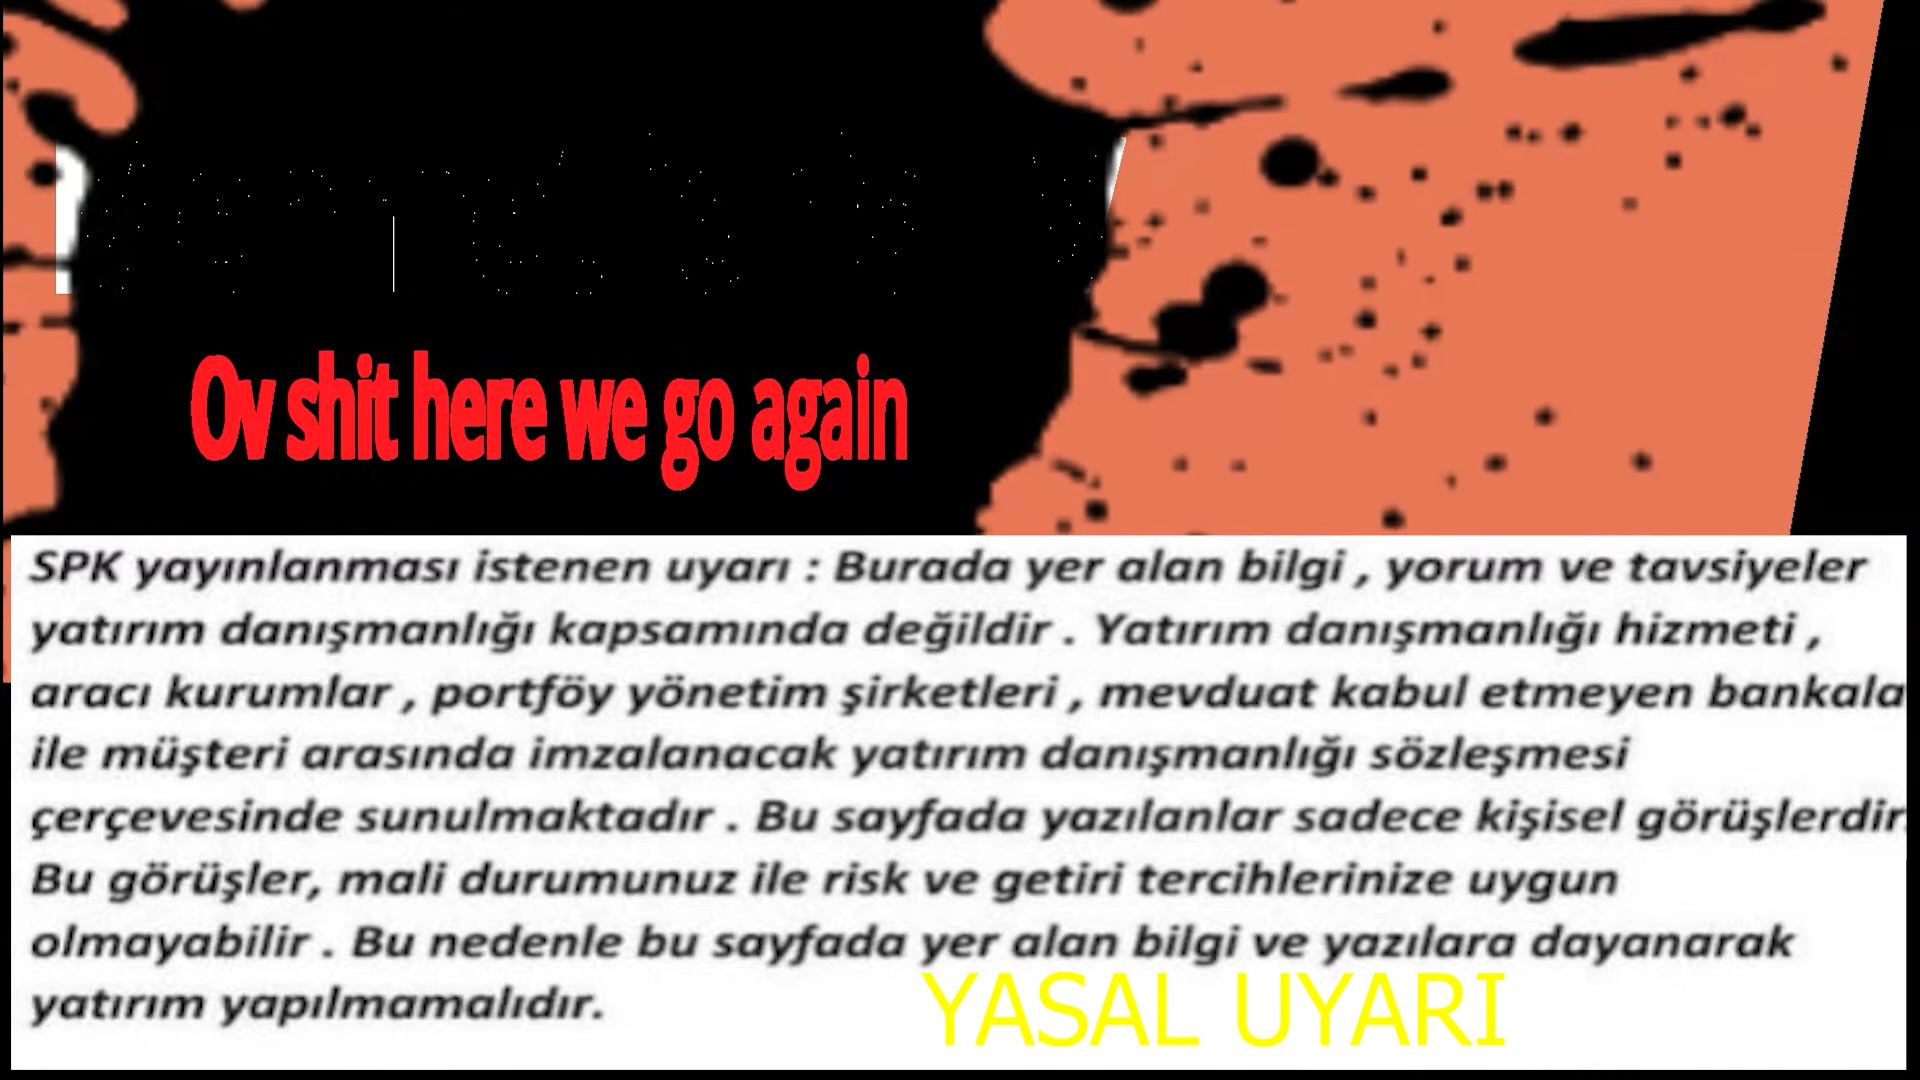 Ov shit here we go again
SPK yayınlanması istenen uyarı : Burada yer alan bilgi , yorum ve tavsiyeler
yatırım danışmanlığı kapsamında değildir . Yatırım danışmanlığı hizmeti ,
aracı kurumlar , portföy yönetim şirketleri , mevduat kabul etmeyen bankala
ile müşteri arasında imzalanacak yatırım danışmanlığı sözleşmesi
çerçevesinde sunulmaktadır . Bu sayfada yazılanlar sadece kişisel görüşlerdir.
Bu görüşler, mali durumunuz ile risk ve getiri tercihlerinize uygun
olmayabilir . Bu nedenle bu sayfada yer alan bilgi ve yazılara dayanarak
yatırım yapılmamalıdır.
YASAL UYARI